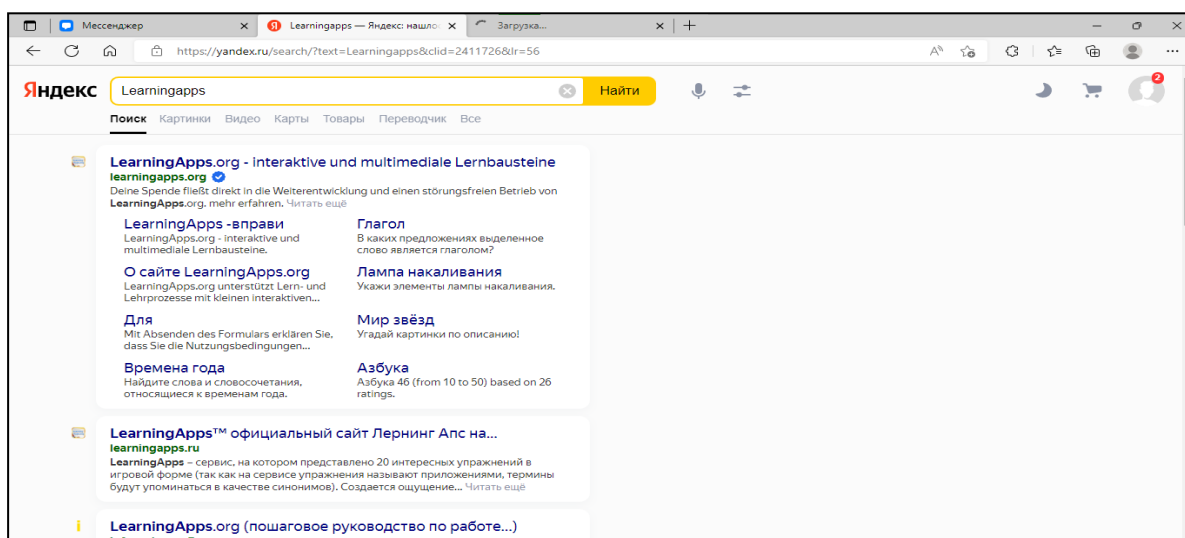 Мессенджер
Learningapps — Яндекс: нашлос
Загрузка...
https://yandex.ru/search/?text=Learningapps&clid=2411726&lr=56
Яндекс
Learningapps
Найти
2
Поиск Картинки Видео Карты Товары Переводчик Все
LearningApps.org - interaktive und multimediale Lernbausteine
learningapps.org
Deine Spende fließt direkt in die Weiterentwicklung und einen störungsfreien Betrieb von
LearningApps.org. mehr erfahren. Читать ещё
LearningApps -вправи
LearningApps.org - interaktive und
multimediale Lernbausteine.
Глагол
В каких предложениях выделенное
слово является глаголом?
О сайте LearningApps.org
LearningApps.org unterstützt Lern- und
Lehrprozesse mit kleinen interaktiven...
Лампа накаливания
Укажи элементы лампы накаливания.
Для
Mit Absenden des Formulars erklären Sie,
dass Sie die Nutzungsbedingungen...
Мир звёзд
Угадай картинки по описанию!
Времена года
Найдите слова и словосочетания,
относящиеся к временам года.
Азбука
Азбука 46 (from 10 to 50) based on 26
ratings.
LearningApps™ официальный сайт Лернинг Апс на...
learningapps.ru
LearningApps – сервис, на котором представлено 20 интересных упражнений в
игровой форме (так как на сервисе упражнения называют приложениями, термины
будут упоминаться в качестве синонимов). Создается ощущение... Читать ещё
LearningApps.org (пошаговое руководство по работе...)